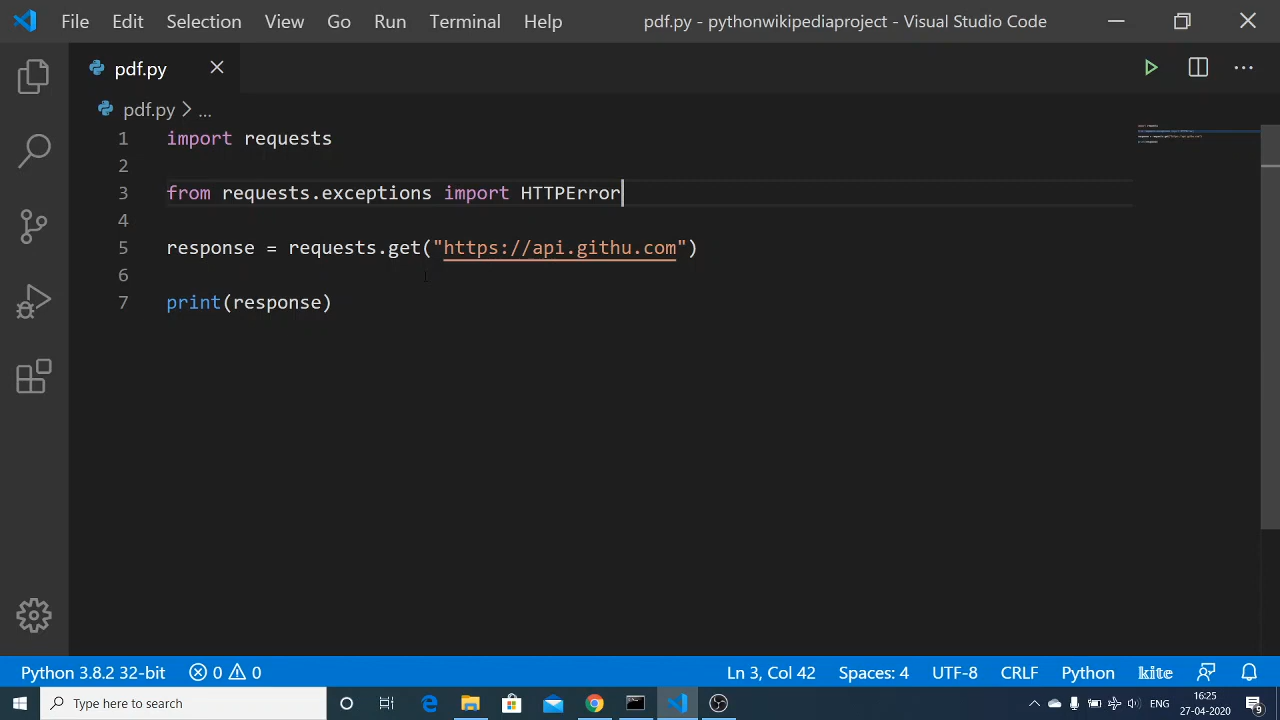 File Edit Selection View Go Run Terminal Help pdf.py - pythonwikipediaproject - Visual Studio Code
pdf.py
pdf.py > ...
1 import requests
2
3 from requests.exceptions import HTTPError
4
5 response = requests.get("https://api.githu.com")
6
7 print(response)
Python 3.8.2 32-bit 0 0 Ln 3, Col 42 Spaces: 4 UTF-8 CRLF Python kite
Type here to search ENG 16:25
27-04-2020 9